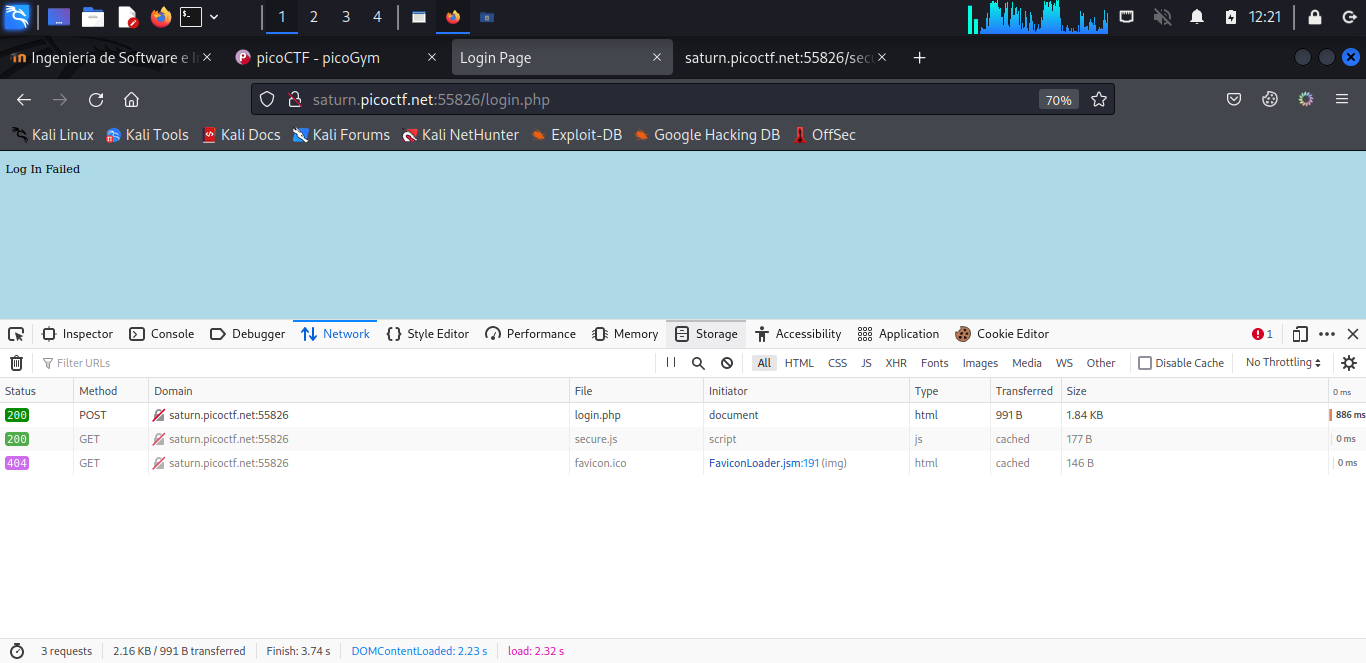 1 2 3 4 12:21
Ingeniería de Software e I picoCTF - picoGym Login Page saturn.picoctf.net:55826/sec
saturn.picoctf.net:55826/login.php 70%
Kali Linux Kali Tools Kali Docs Kali Forums Kali NetHunter Exploit-DB Google Hacking DB OffSec
Log In Failed
Inspector Console Debugger Network Style Editor Performance Memory Storage Accessibility Application Cookie Editor 1
Filter URLs All HTML CSS JS XHR Fonts Images Media WS Other Disable Cache No Throttling
Status Method Domain File Initiator Type Transferred Size 0 ms
200 POST saturn.picoctf.net:55826 login.php document html 991 B 1.84 KB 886 ms
200 GET saturn.picoctf.net:55826 secure.js script js cached 177 B 0 ms
404 GET saturn.picoctf.net:55826 favicon.ico FaviconLoader.jsm:191 (img) html cached 146 B 0 ms
3 requests 2.16 KB / 991 B transferred Finish: 3.74 s DOMContentLoaded: 2.23 s load: 2.32 s